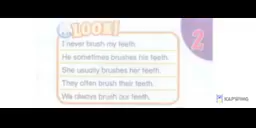 LOOK!
I never brush my teeth.
He sometimes brushes his teeth.
She usually brushes her teeth.
They often brush their teeth.
We always brush our teeth.
2
KAPWING